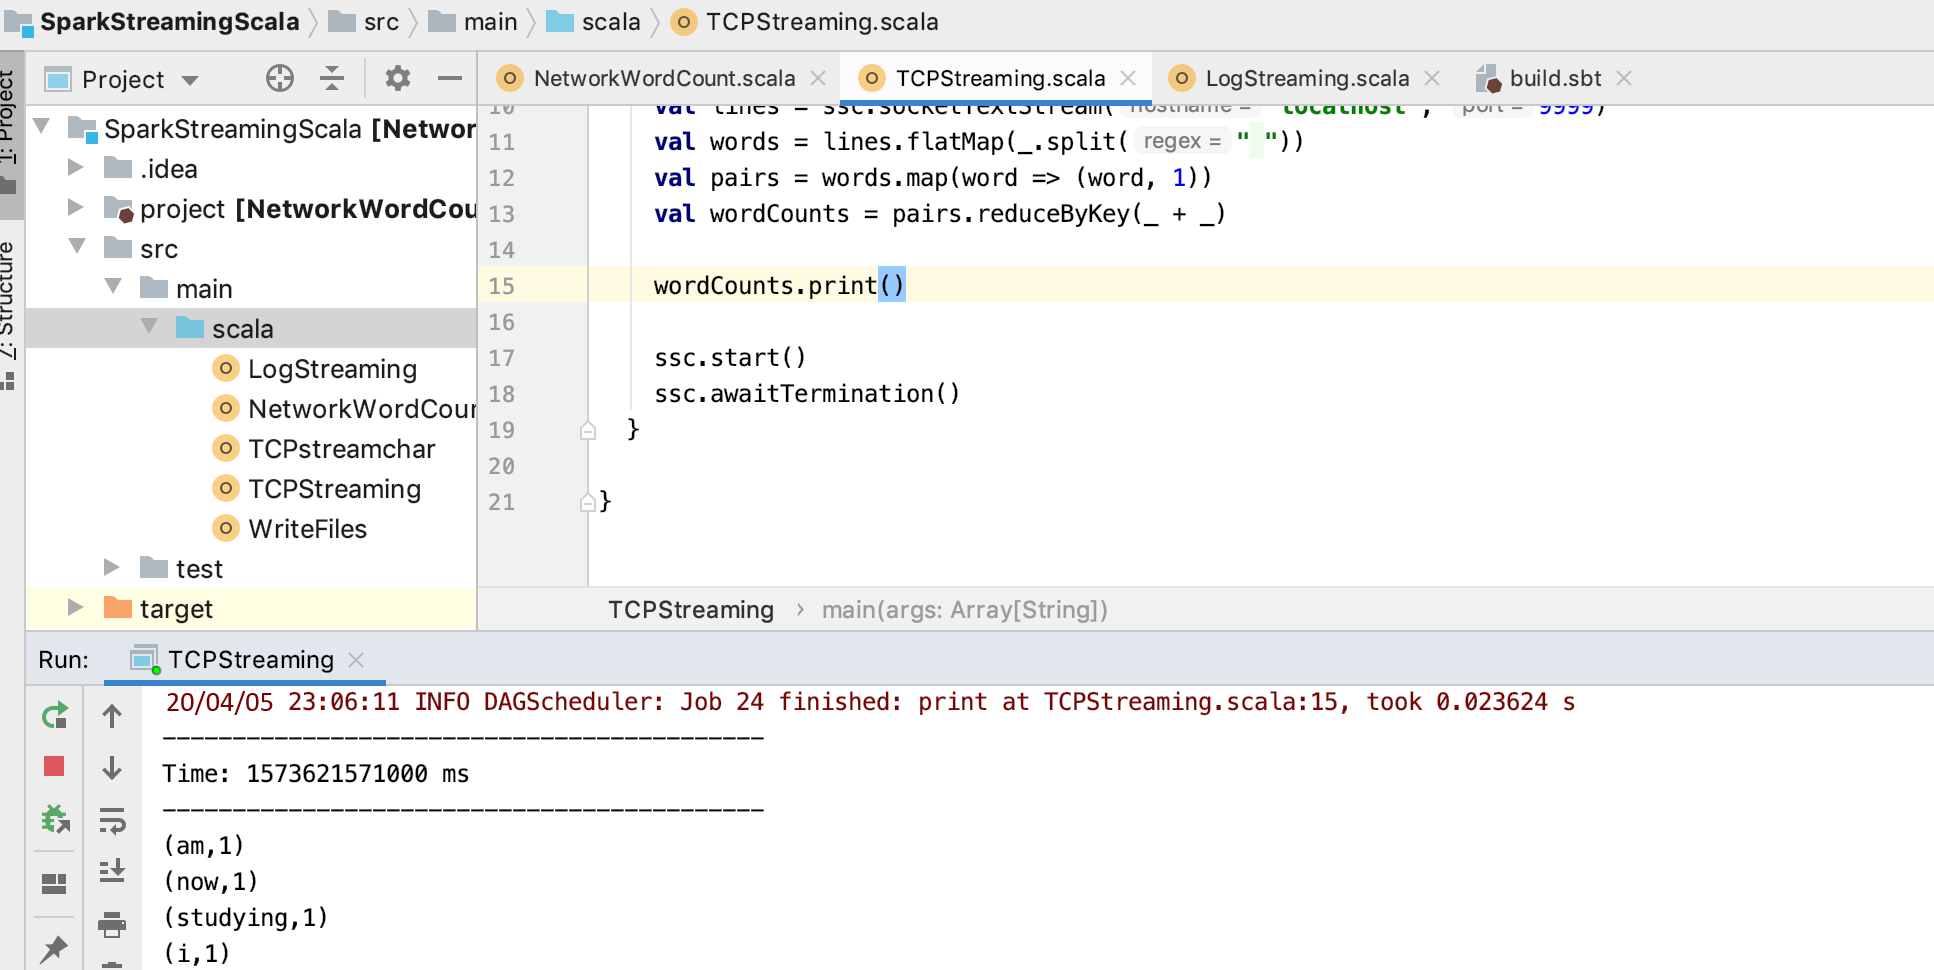 SparkStreamingScala src main scala TCPStreaming.scala
Project
NetworkWordCount.scala TCPStreaming.scala LogStreaming.scala build.sbt
1: Project
7: Structure
SparkStreamingScala [Networ
.idea
project [NetworkWordCou
src
main
scala
LogStreaming
NetworkWordCour
TCPstreamchar
TCPStreaming
WriteFiles
test
target
10 val lines = ssc.socketTextStream( hostname = "localhost", port = 9999)
11 val words = lines.flatMap(_.split( regex = " "))
12 val pairs = words.map(word => (word, 1))
13 val wordCounts = pairs.reduceByKey(_ + _)
14
15 wordCounts.print()
16
17 ssc.start()
18 ssc.awaitTermination()
19 }
20
21 }
TCPStreaming › main(args: Array[String])
Run: TCPStreaming
20/04/05 23:06:11 INFO DAGScheduler: Job 24 finished: print at TCPStreaming.scala:15, took 0.023624 s
-------------------------------------------
Time: 1573621571000 ms
-------------------------------------------
(am,1)
(now,1)
(studying,1)
(i,1)